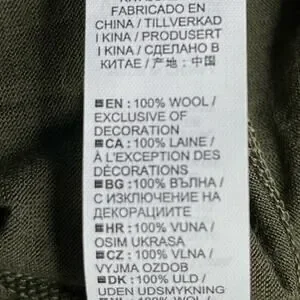 FABRICADO EN
CHINA / TILLVERKAD
I KINA / PRODUSERT
I KINA / СДЕЛАНО В
КИТАЕ / 产地：中国
EN: 100% WOOL /
EXCLUSIVE OF
DECORATION
CA: 100% LAINE /
À L'EXCEPTION DES
DÉCORATIONS
BG: 100% ВЪЛНА /
С ИЗКЛЮЧЕНИЕ НА
ДЕКОРАЦИИТЕ
HR: 100% VUNA /
OSIM UKRASA
CZ: 100% VLNA /
VYJMA OZDOB
DK: 100% ULD /
UDEN UDSMYKNING